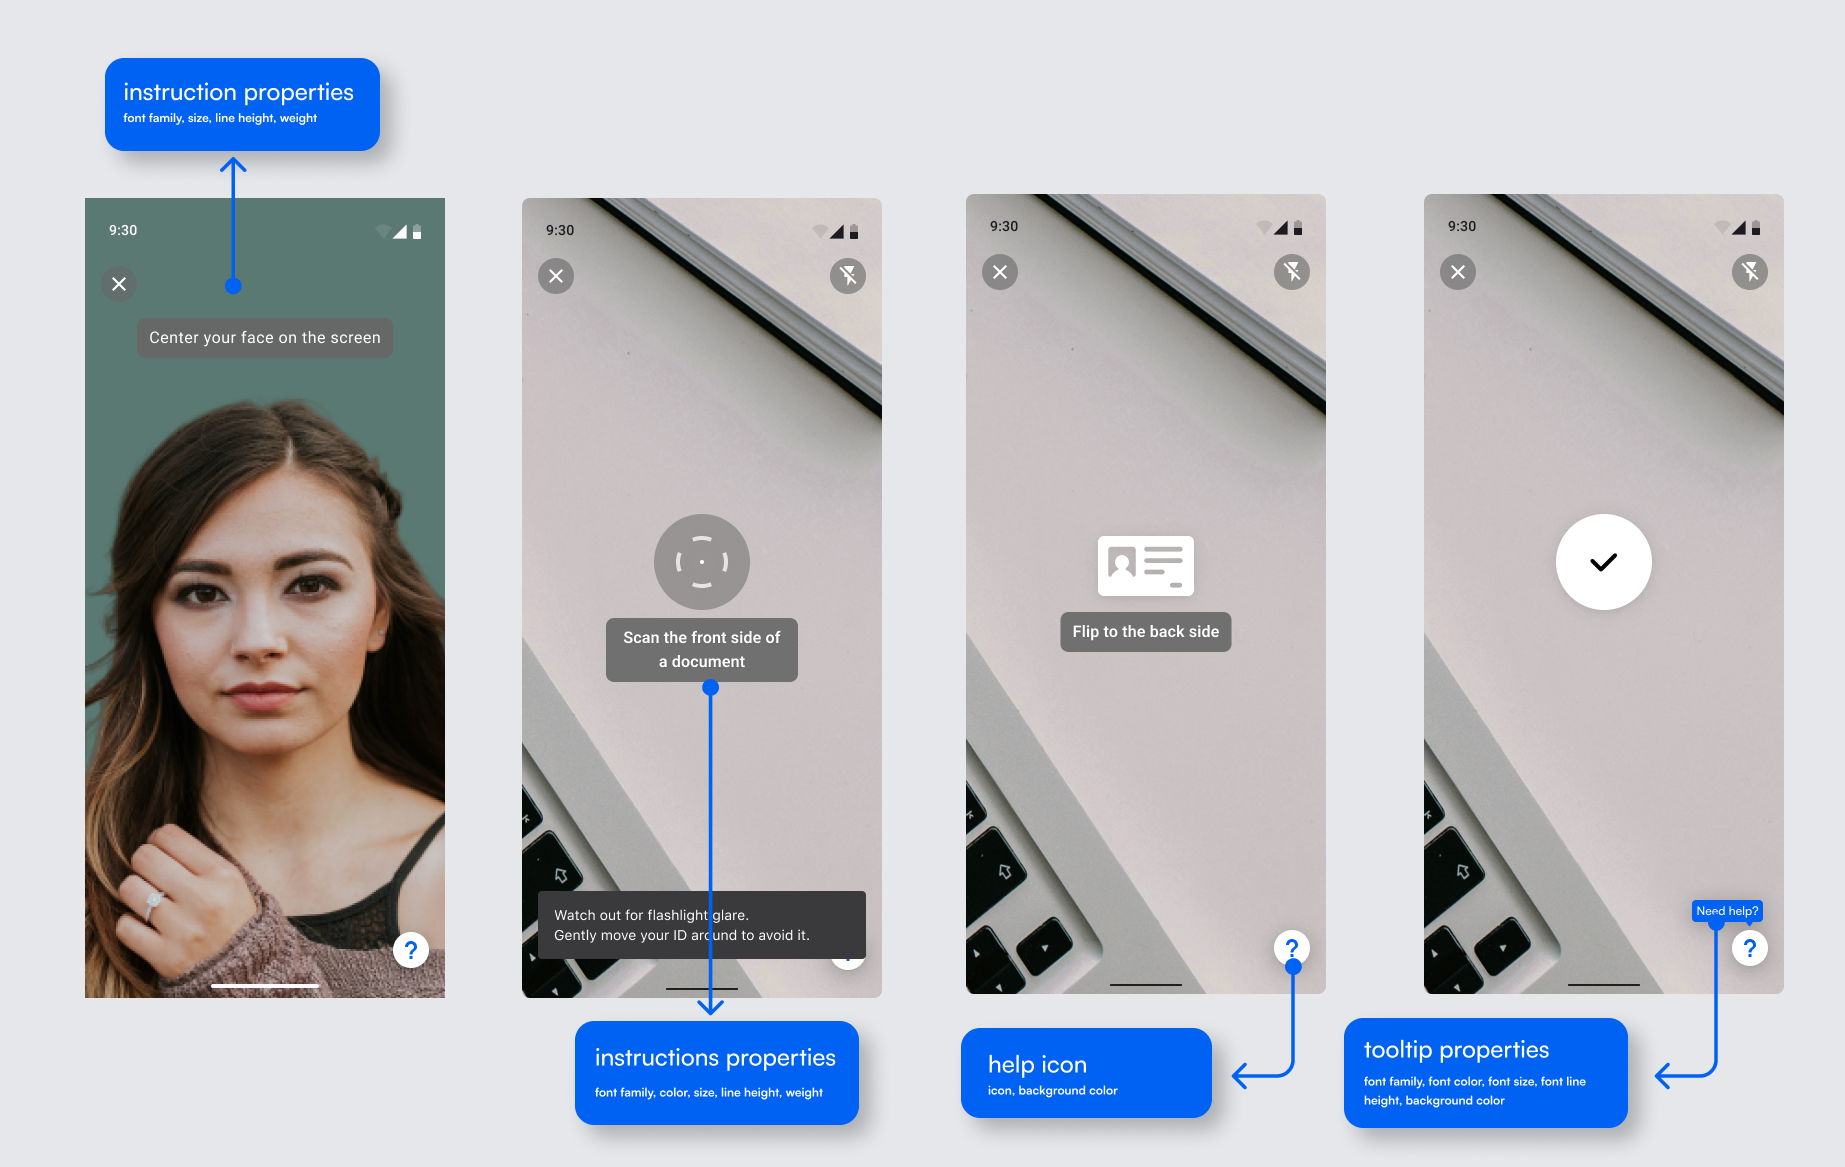 instruction properties
font family, size, line height, weight
9:30
Center your face on the screen
?
9:30
Scan the front side of
a document
Watch out for flashlight glare.
Gently move your ID around to avoid it.
instructions properties
font family, color, size, line height, weight
9:30
Flip to the back side
?
help icon
icon, background color
9:30
Need help?
?
tooltip properties
font family, font color, font size, font line
height, background color